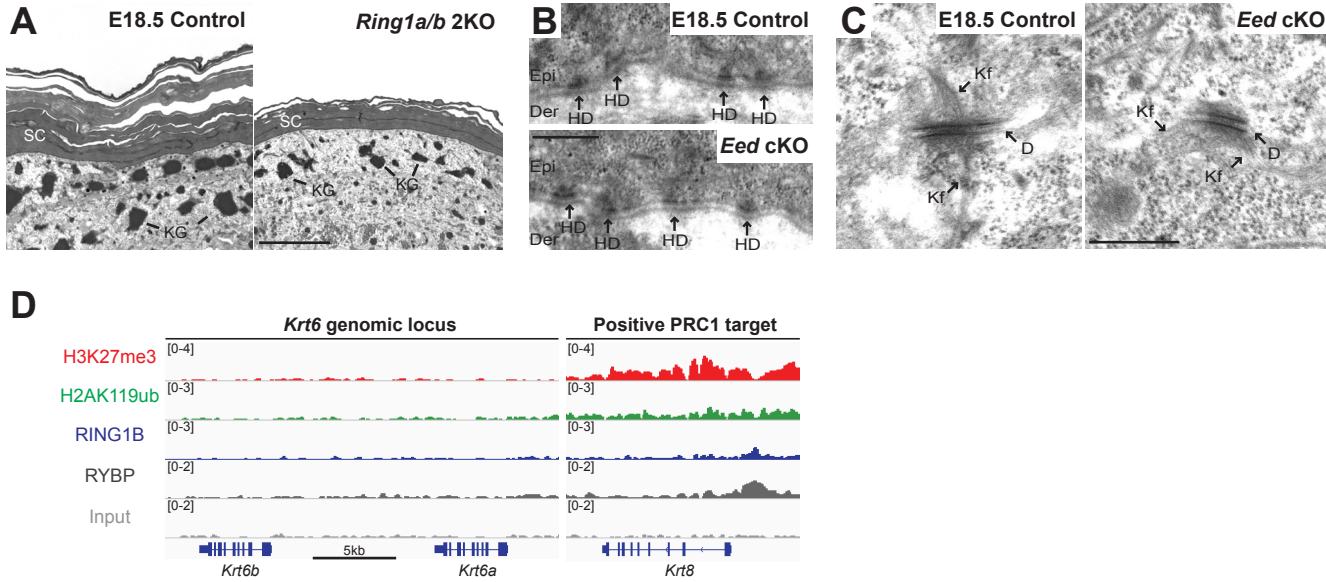 A
E18.5 Control
Ring1a/b 2KO
SC
KG
SC
KG
KG
B
E18.5 Control
Epi
Der
HD
HD
HD
HD
Eed cKO
Epi
Der
HD
HD
HD
HD
C
E18.5 Control
Kf
D
Kf
Eed cKO
Kf
Kf
D
D
Krt6 genomic locus
Positive PRC1 target
H3K27me3
[0-4]
[0-4]
H2AK119ub
[0-3]
[0-3]
RING1B
[0-3]
[0-3]
RYBP
[0-2]
[0-2]
Input
[0-2]
[0-2]
5kb
Krt6b
Krt6a
Krt8